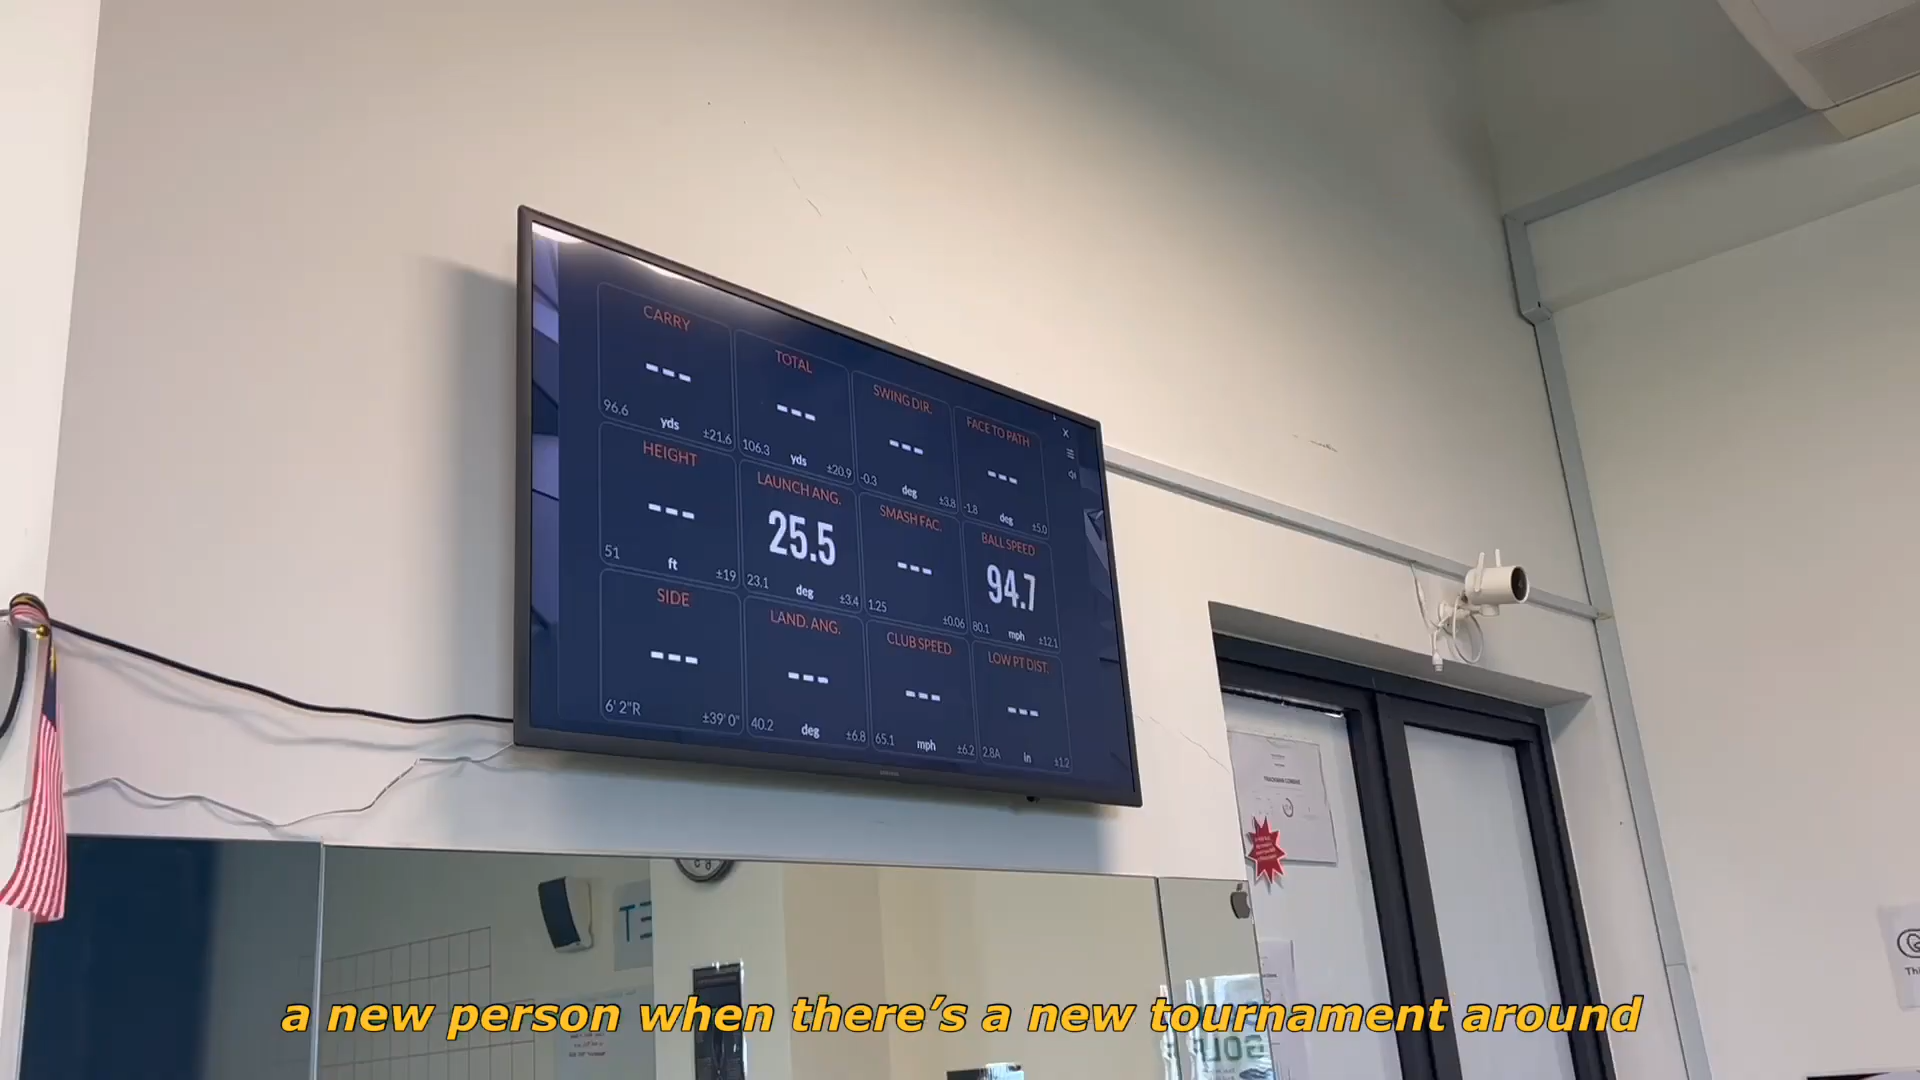 CARRY
---
96.6 yds ±21.6
TOTAL
---
106.3 yds ±20.9
SWING DIR.
---
-0.3 deg ±3.8
FACE TO PATH
---
-1.8 deg ±5.0
HEIGHT
---
51 ft ±19
LAUNCH ANG.
25.5
23.1 deg ±3.4
SMASH FAC.
---
1.25 ±0.06
BALL SPEED
94.7
80.1 mph ±12.1
SIDE
---
6' 2"R ±39' 0"
LAND. ANG.
---
40.2 deg ±6.8
CLUB SPEED
---
65.1 mph ±6.2
LOW PT DIST.
---
2.8A in ±1.2
TRACKMAN COMBINE
GOLF
a new person when there's a new tournament around